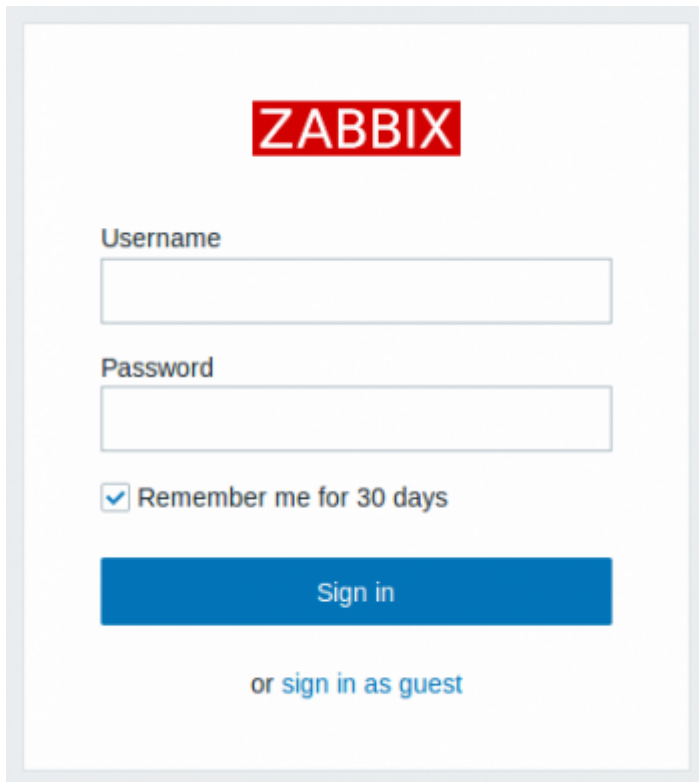 ZABBIX
Username
Password
Remember me for 30 days
Sign in
or sign in as guest